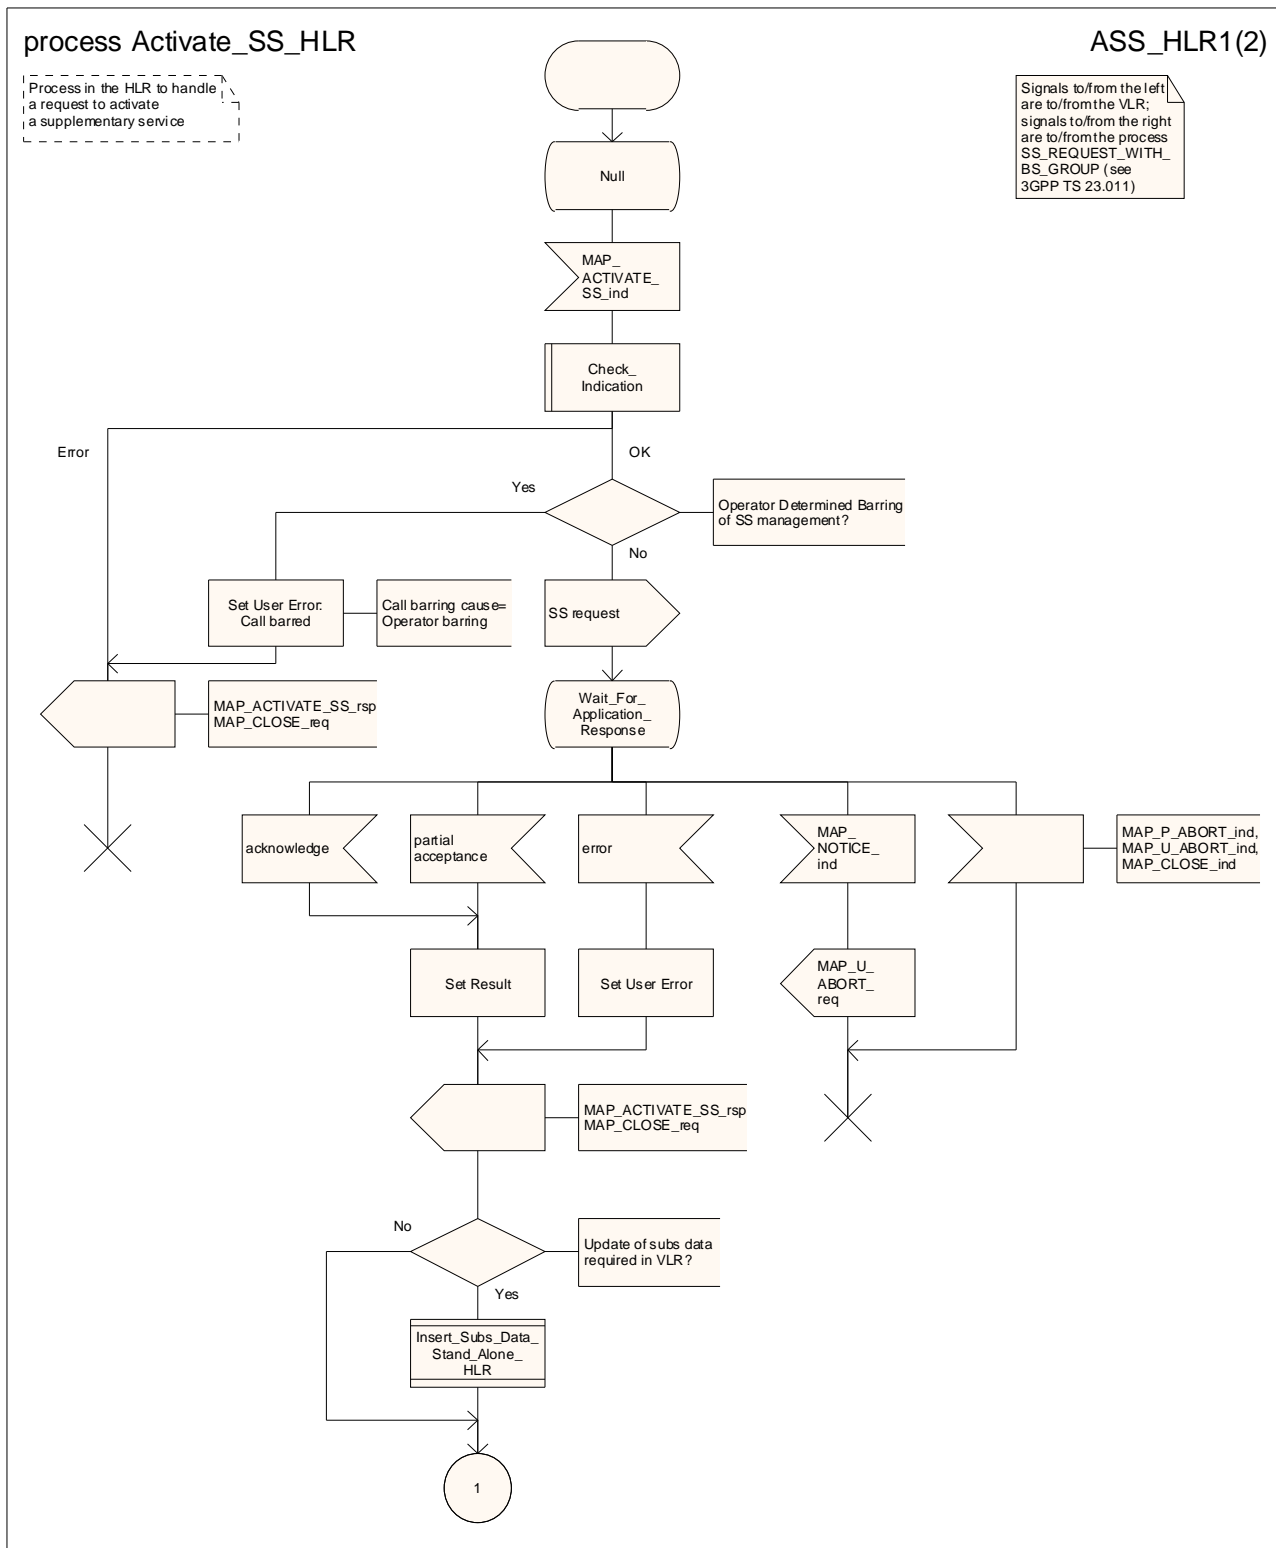 process Activate_SS_HLR
ASS_HLR1(2)
Process in the HLR to handle
a request to activate
a supplementary service
Signals to/from the left
are to/from the VLR;
signals to/from the right
are to/from the process
SS_REQUEST_WITH_
BS_GROUP (see
3GPP TS 23.011)
Null
MAP_
ACTIVATE_
SS_ind
Check_
Indication
Error
OK
Yes
Operator Determined Barring
of SS management?
No
Set User Error:
Call barred
Call barring cause=
Operator barring
SS request
MAP_ACTIVATE_SS_rsp
MAP_CLOSE_req
Wait_For_
Application_
Response
acknowledge
partial
acceptance
error
MAP_
NOTICE_
ind
MAP_P_ABORT_ind,
MAP_U_ABORT_ind,
MAP_CLOSE_ind
Set Result
Set User Error
MAP_U_
ABORT_
req
MAP_ACTIVATE_SS_rsp
MAP_CLOSE_req
No
Update of subs data
required in VLR?
Yes
Insert_Subs_Data_
Stand_Alone_
HLR
1